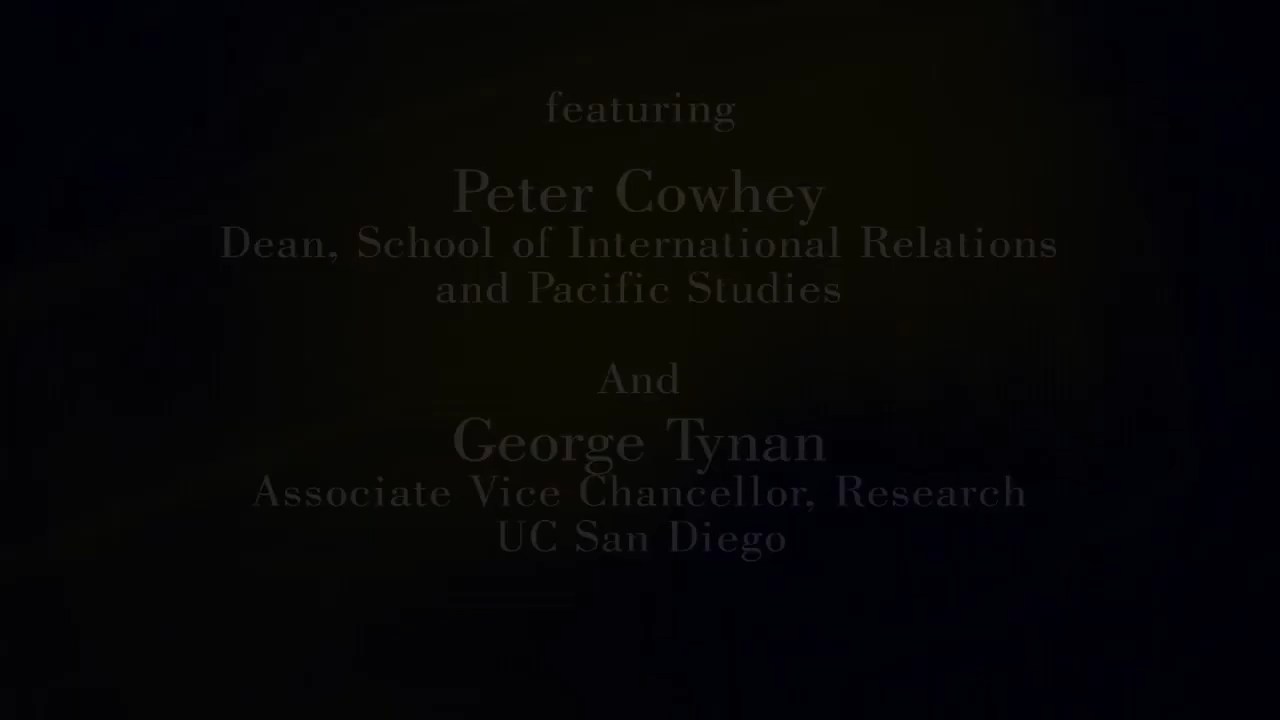 featuring
Peter Cowhey
Dean, School of International Relations
and Pacific Studies
And
George Tynan
Associate Vice Chancellor, Research
UC San Diego